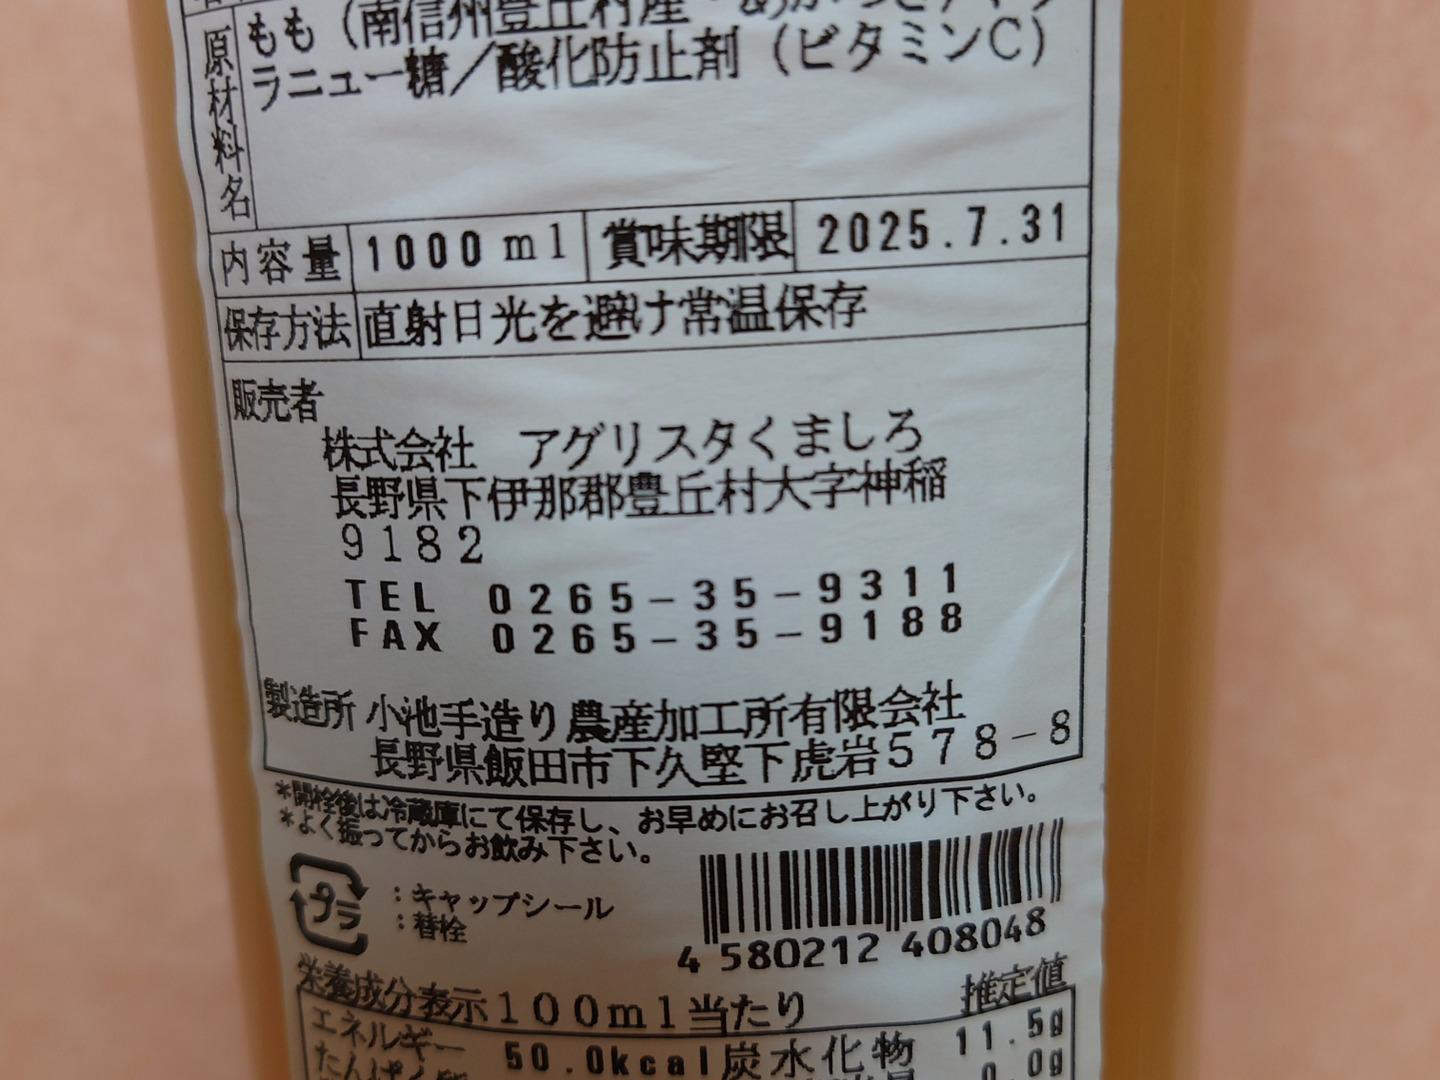 原材料名
もも（南信州豊丘村産・あかつき）、グ
ラニュー糖／酸化防止剤（ビタミンC）
内容量 1000ml 賞味期限 2025.7.31
保存方法 直射日光を避け常温保存
販売者
株式会社 アグリスタくましろ
長野県下伊那郡豊丘村大字神稲
9182
TEL 0265-35-9311
FAX 0265-35-9188
製造所 小池手造り農産加工所有限会社
長野県飯田市下久堅下虎岩578-8
*開栓後は冷蔵庫にて保存し、お早めにお召し上がり下さい。
*よく振ってからお飲み下さい。
プラ
：キャップシール
：替栓
4 580212 408048
栄養成分表示100ml当たり 推定値
エネルギー 50.0kcal 炭水化物 11.5g
0.0g